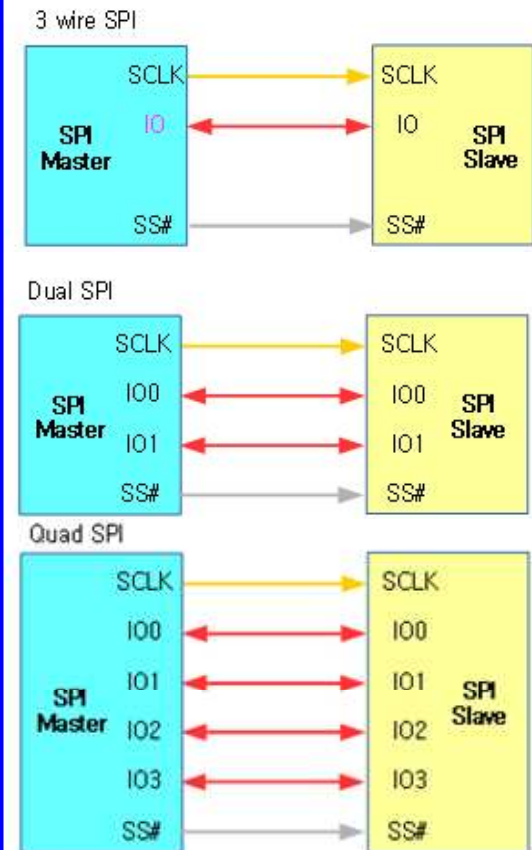 3 wire SPI
SCLK SCLK
IO IO
SPI Master SPI Slave
SS# SS#
Dual SPI
SCLK SCLK
IO0 IO0
SPI Master SPI Slave
IO1 IO1
SS# SS#
Quad SPI
SCLK SCLK
IO0 IO0
IO1 IO1
SPI Master SPI Slave
IO2 IO2
IO3 IO3
SS# SS#